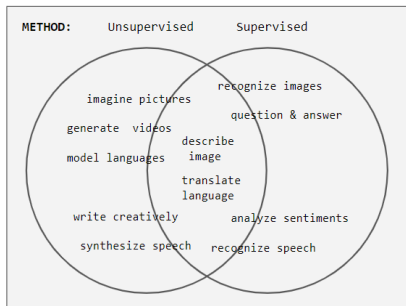 METHOD: Unsupervised Supervised
recognize images
imagine pictures
question & answer
generate videos
describe
image
model languages
translate
language
write creatively
analyze sentiments
synthesize speech
recognize speech